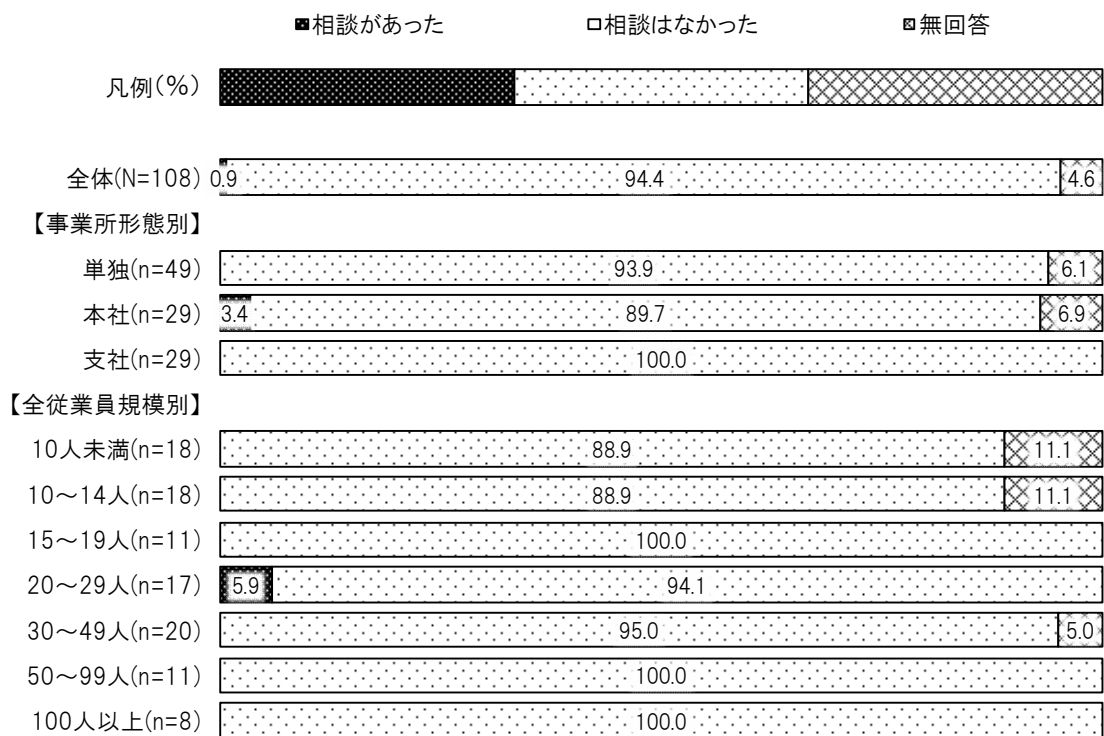 相談があった 相談はなかった 無回答
凡例(%)
全体(N=108) 0.9 94.4 4.6
【事業所形態別】
単独(n=49) 93.9 6.1
本社(n=29) 3.4 89.7 6.9
支社(n=29) 100.0
【全従業員規模別】
10人未満(n=18) 88.9 11.1
10～14人(n=18) 88.9 11.1
15～19人(n=11) 100.0
20～29人(n=17) 5.9 94.1
30～49人(n=20) 95.0 5.0
50～99人(n=11) 100.0
100人以上(n=8) 100.0